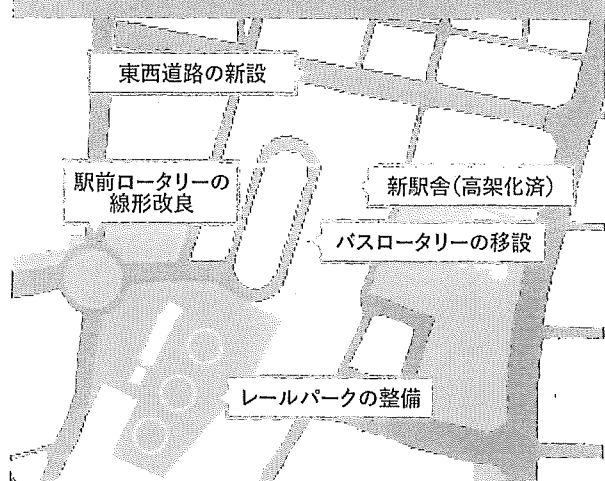 東西道路の新設
駅前ロータリーの
線形改良
新駅舎(高架化済)
バスロータリーの移設
レールパークの整備